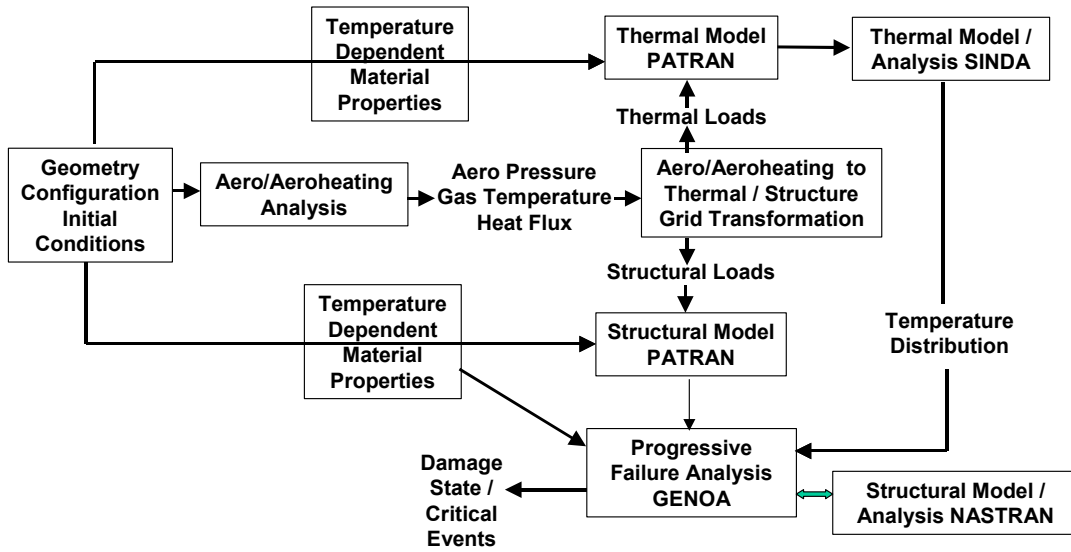 Temperature
Dependent
Material
Properties
Thermal Model
PATRAN
Thermal Model /
Analysis SINDA
Thermal Loads
Geometry
Configuration
Initial
Conditions
Aero/Aeroheating
Analysis
Aero Pressure
Gas Temperature
Heat Flux
Aero/Aeroheating to
Thermal / Structure
Grid Transformation
Structural Loads
Temperature
Dependent
Material
Properties
Structural Model
PATRAN
Temperature
Distribution
Progressive
Failure Analysis
GENOA
Damage
State /
Critical
Events
Structural Model /
Analysis NASTRAN